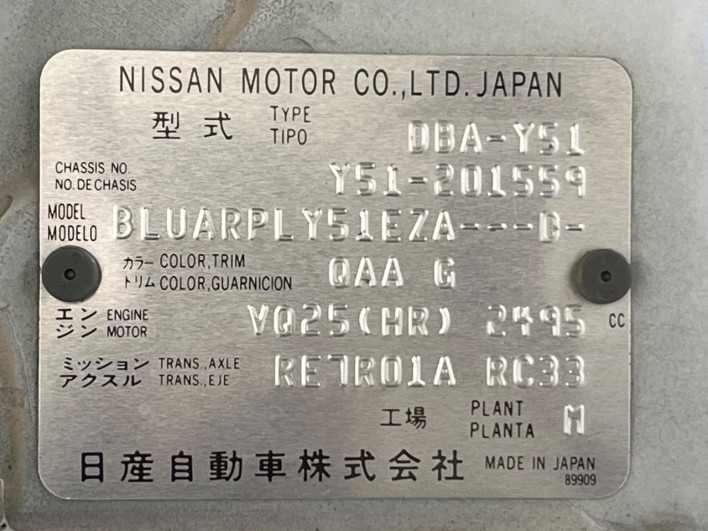 NISSAN MOTOR CO.,LTD. JAPAN
型式 TYPE TIPO DBA-Y51
CHASSIS NO. NO. DE CHASIS Y51-201559
MODEL MODELO BLUARPLY51EZA---D-
カラー COLOR,TRIM
トリム COLOR,GUARNICION QAA G
エンジン ENGINE MOTOR VQ25(HR) 2495 CC
ミッション TRANS.,AXLE
アクスル TRANS.,EJE RE7R01A RC33
工場 PLANT PLANTA M
日産自動車株式会社 MADE IN JAPAN
89909